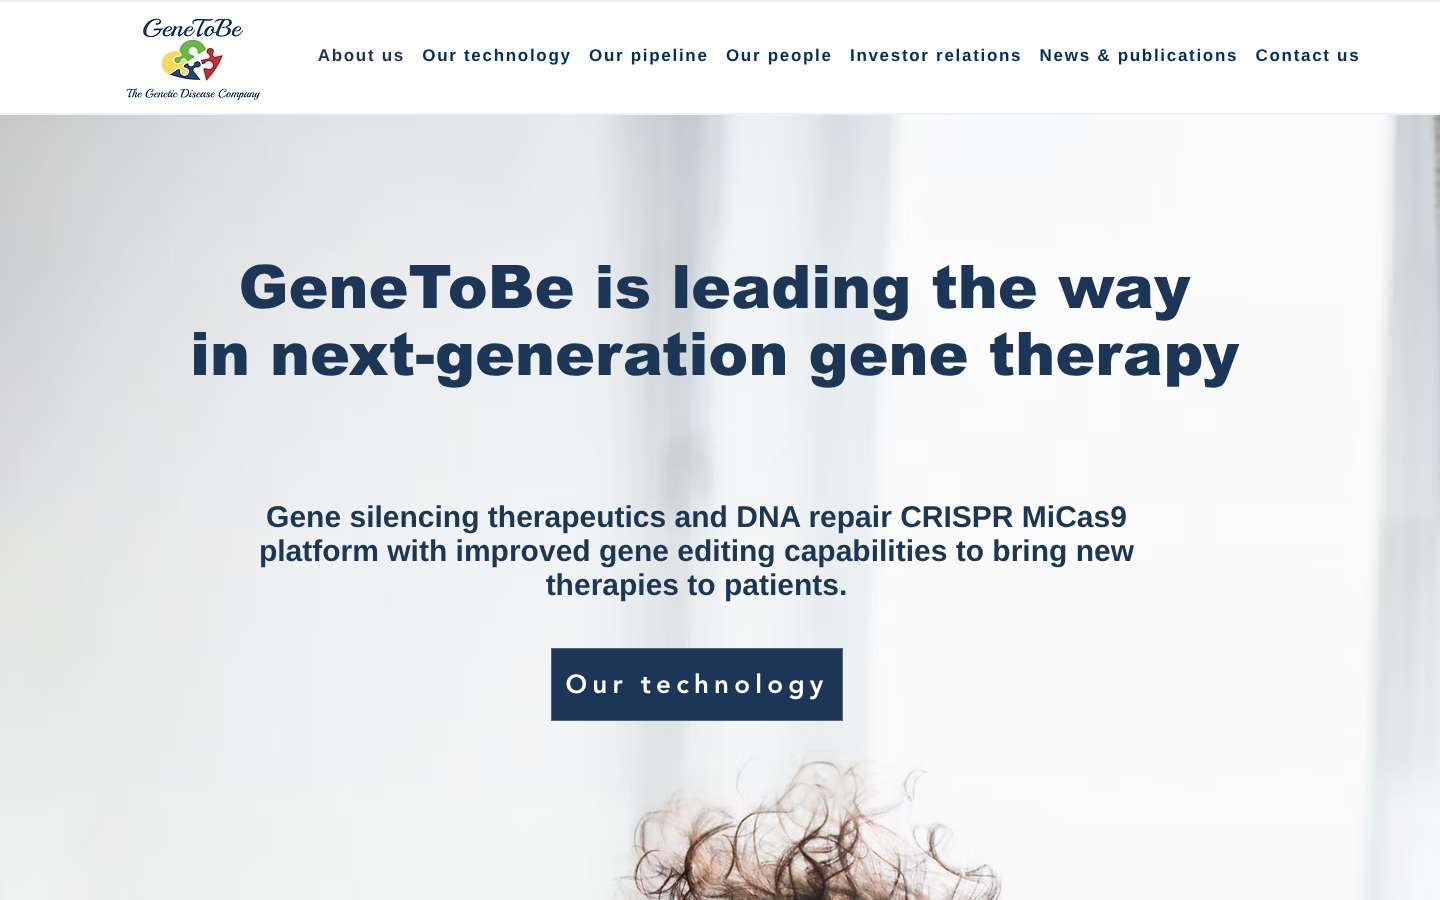 GeneToBe
The Genetic Disease Company
About us
Our technology
Our pipeline
Our people
Investor relations
News & publications
Contact us
GeneToBe is leading the way
in next-generation gene therapy
Gene silencing therapeutics and DNA repair CRISPR MiCas9
platform with improved gene editing capabilities to bring new
therapies to patients.
Our technology